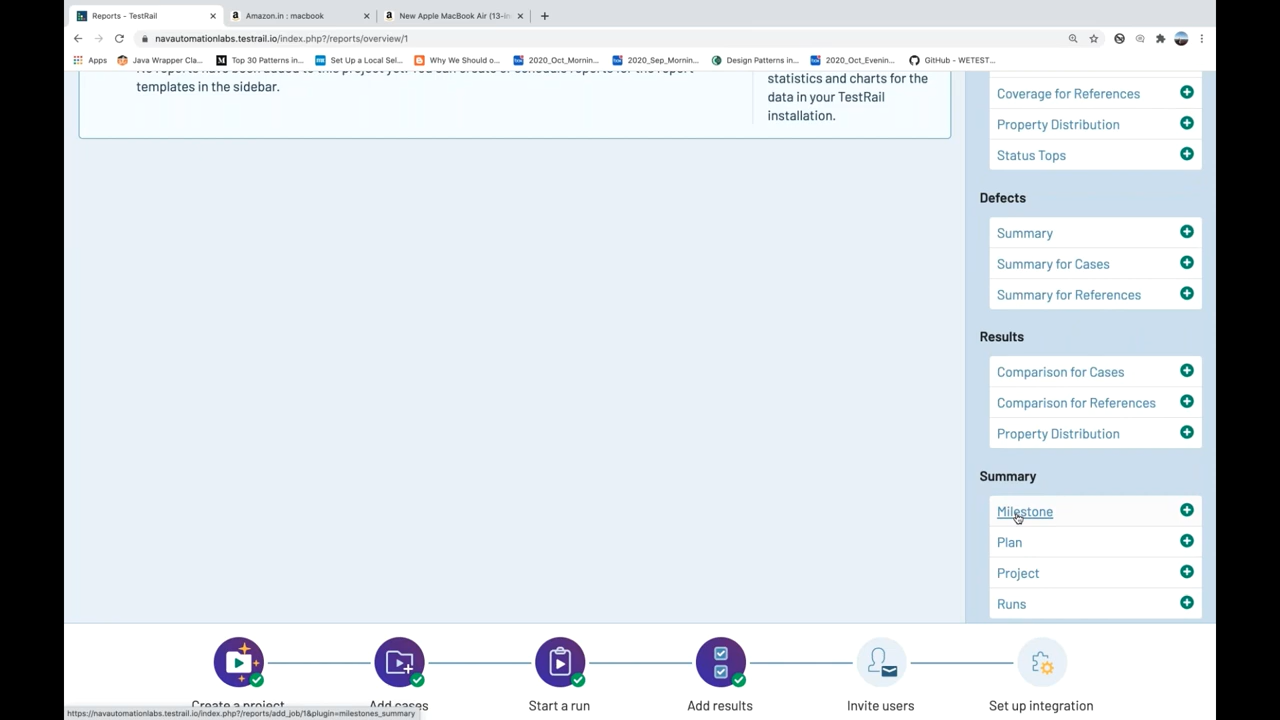 Reports - TestRail
Amazon.in : macbook
New Apple MacBook Air (13-in
navautomationlabs.testrail.io/index.php?/reports/overview/1
Apps
Java Wrapper Cla...
Top 30 Patterns in...
Set Up a Local Sel...
Why We Should o...
2020_Oct_Mornin...
2020_Sep_Mornin...
Design Patterns in...
2020_Oct_Evenin...
GitHub - WETEST...
templates in the sidebar.
statistics and charts for the
data in your TestRail
installation.
Coverage for References
Property Distribution
Status Tops
Defects
Summary
Summary for Cases
Summary for References
Results
Comparison for Cases
Comparison for References
Property Distribution
Summary
Milestone
Plan
Project
Runs
Create a project
Add cases
Start a run
Add results
Invite users
Set up integration
https://navautomationlabs.testrail.io/index.php?/reports/add_job/1&plugin=milestones_summary